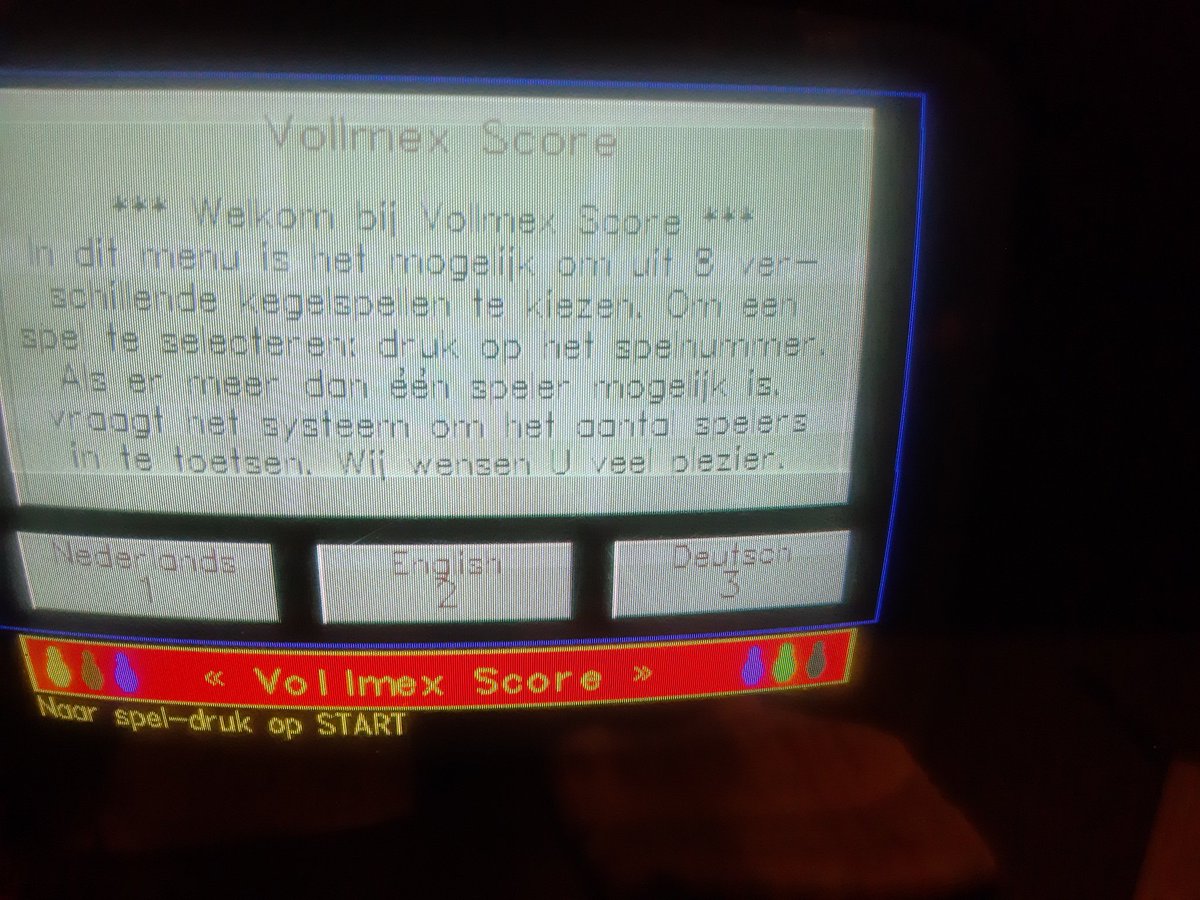 Vollmex Score
*** Welkom bij Vollmex Score ***
In dit menu is het mogelijk om uit 8 ver-
schillende kegelspellen te kiezen. Om een
spel te selecteren: druk op het spelnummer.
Als er meer dan één speler mogelijk is,
vraagt het systeem om het aantal spelers
in te toetsen. Wij wensen U veel plezier.
Nederlands English Deutsch
1 2 3
« Vollmex Score »
Naar spel-druk op START